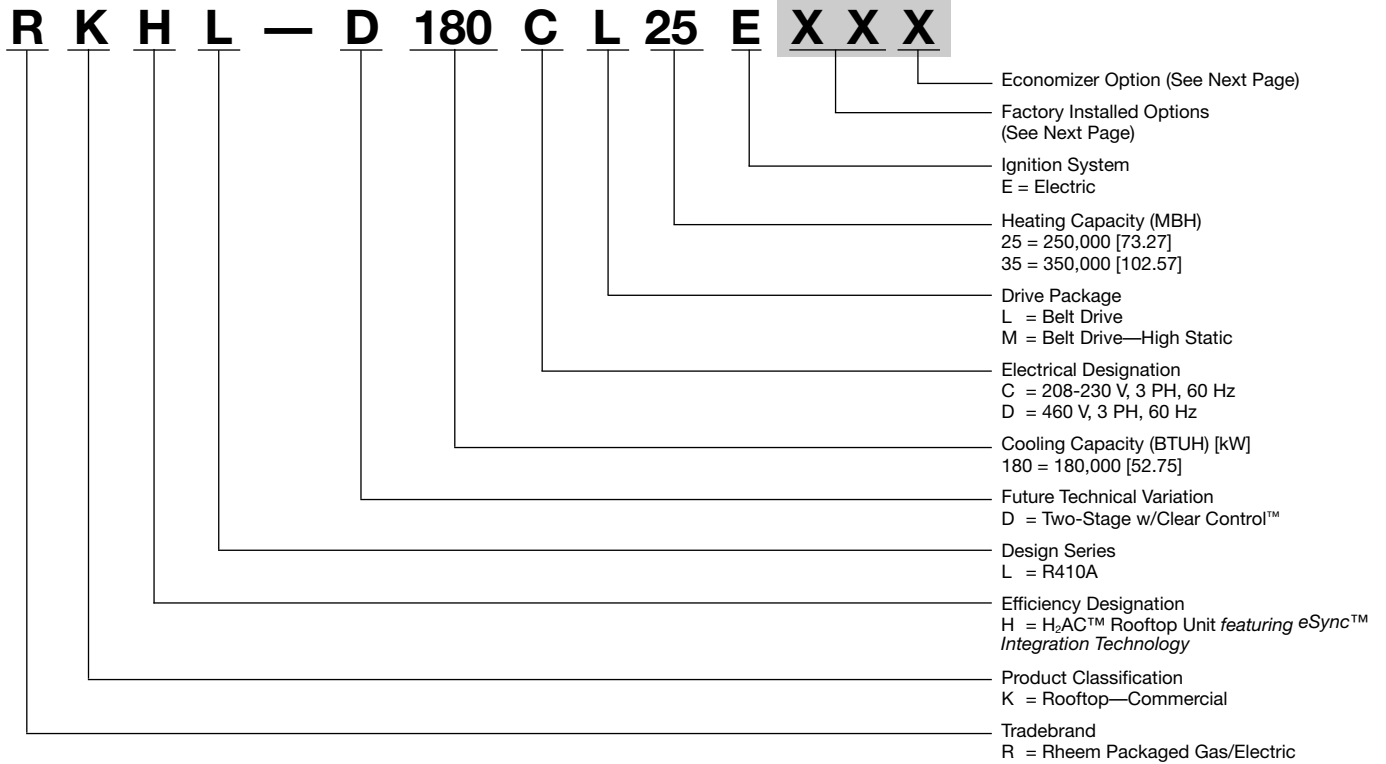 R K H L — D 180 C L 25 E X X X
Economizer Option (See Next Page)
Factory Installed Options
(See Next Page)
Ignition System
E = Electric
Heating Capacity (MBH)
25 = 250,000 [73.27]
35 = 350,000 [102.57]
Drive Package
L = Belt Drive
M = Belt Drive—High Static
Electrical Designation
C = 208-230 V, 3 PH, 60 Hz
D = 460 V, 3 PH, 60 Hz
Cooling Capacity (BTUH) [kW]
180 = 180,000 [52.75]
Future Technical Variation
D = Two-Stage w/Clear Control™
Design Series
L = R410A
Efficiency Designation
H = H₂AC™ Rooftop Unit featuring eSync™
Integration Technology
Product Classification
K = Rooftop—Commercial
Tradebrand
R = Rheem Packaged Gas/Electric